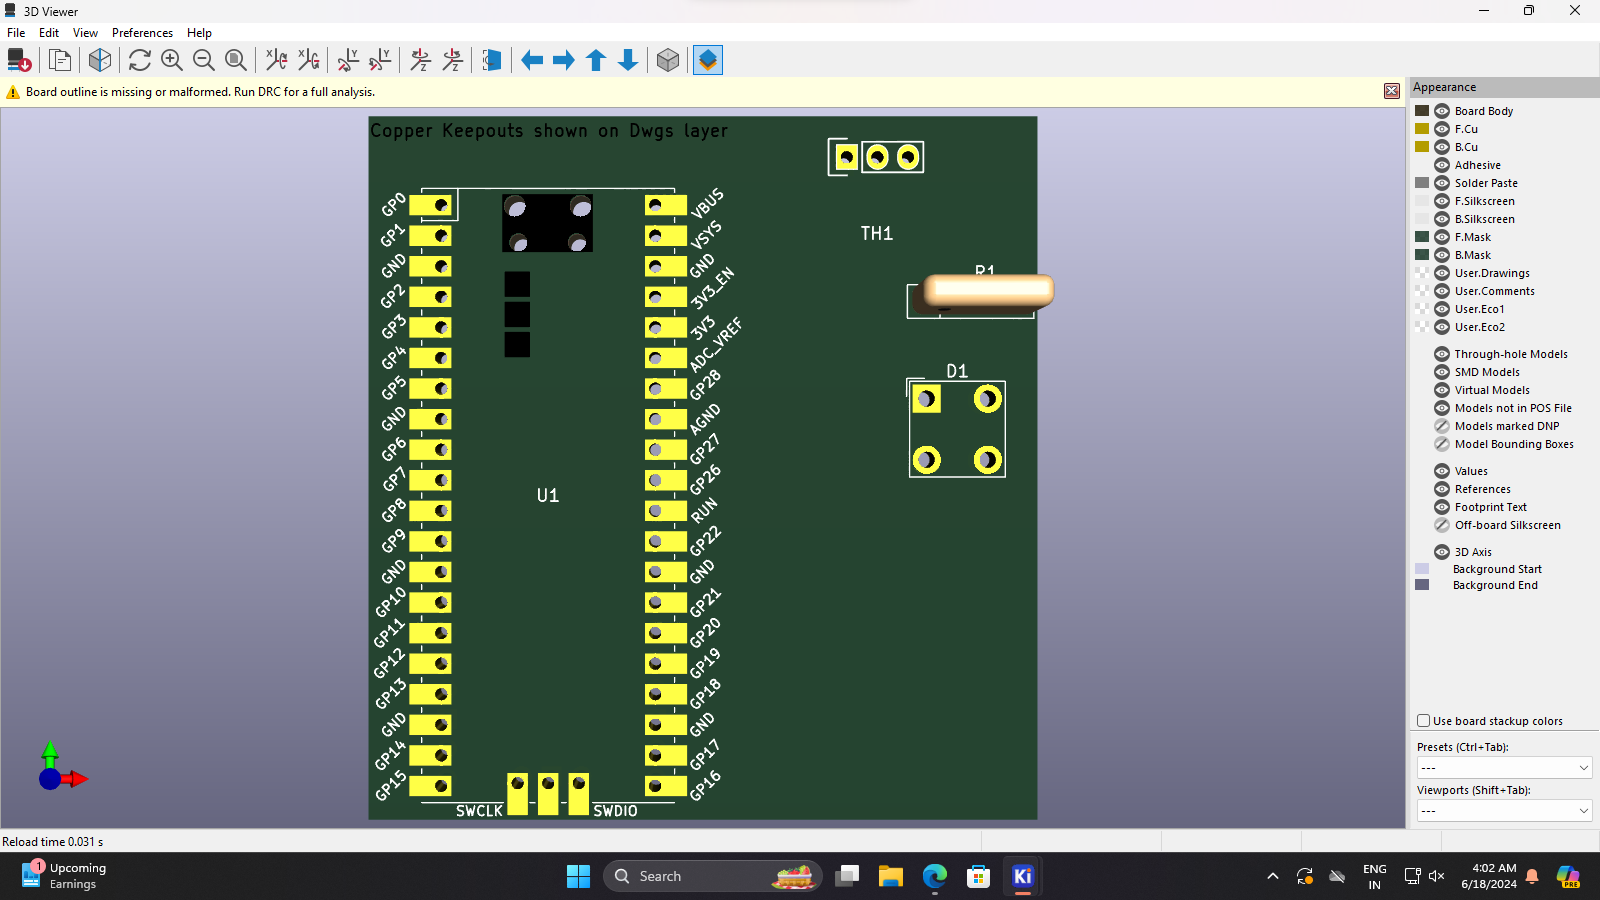 3D Viewer
File Edit View Preferences Help
Board outline is missing or malformed. Run DRC for a full analysis.
Copper Keepouts shown on Dwgs layer
GP0
GP1
GND
GP2
GP3
GP4
GP5
GND
GP6
GP7
GP8
GP9
GND
GP10
GP11
GP12
GP13
GND
GP14
GP15
U1
SWCLK
SWDIO
VBUS
VSYS
GND
3V3_EN
3V3
ADC_VREF
GP28
AGND
GP27
GP26
RUN
GP22
GND
GP21
GP20
GP19
GP18
GND
GP17
GP16
TH1
R1
D1
X
X
Y
Y
Z
Z
Appearance
Board Body
F.Cu
B.Cu
Adhesive
Solder Paste
F.Silkscreen
B.Silkscreen
F.Mask
B.Mask
User.Drawings
User.Comments
User.Eco1
User.Eco2
Through-hole Models
SMD Models
Virtual Models
Models not in POS File
Models marked DNP
Model Bounding Boxes
Values
References
Footprint Text
Off-board Silkscreen
3D Axis
Background Start
Background End
Use board stackup colors
Presets (Ctrl+Tab):
---
Viewports (Shift+Tab):
---
Reload time 0.031 s
1
Upcoming
Earnings
Search
Ki
ENG
IN
4:02 AM
6/18/2024
PRE